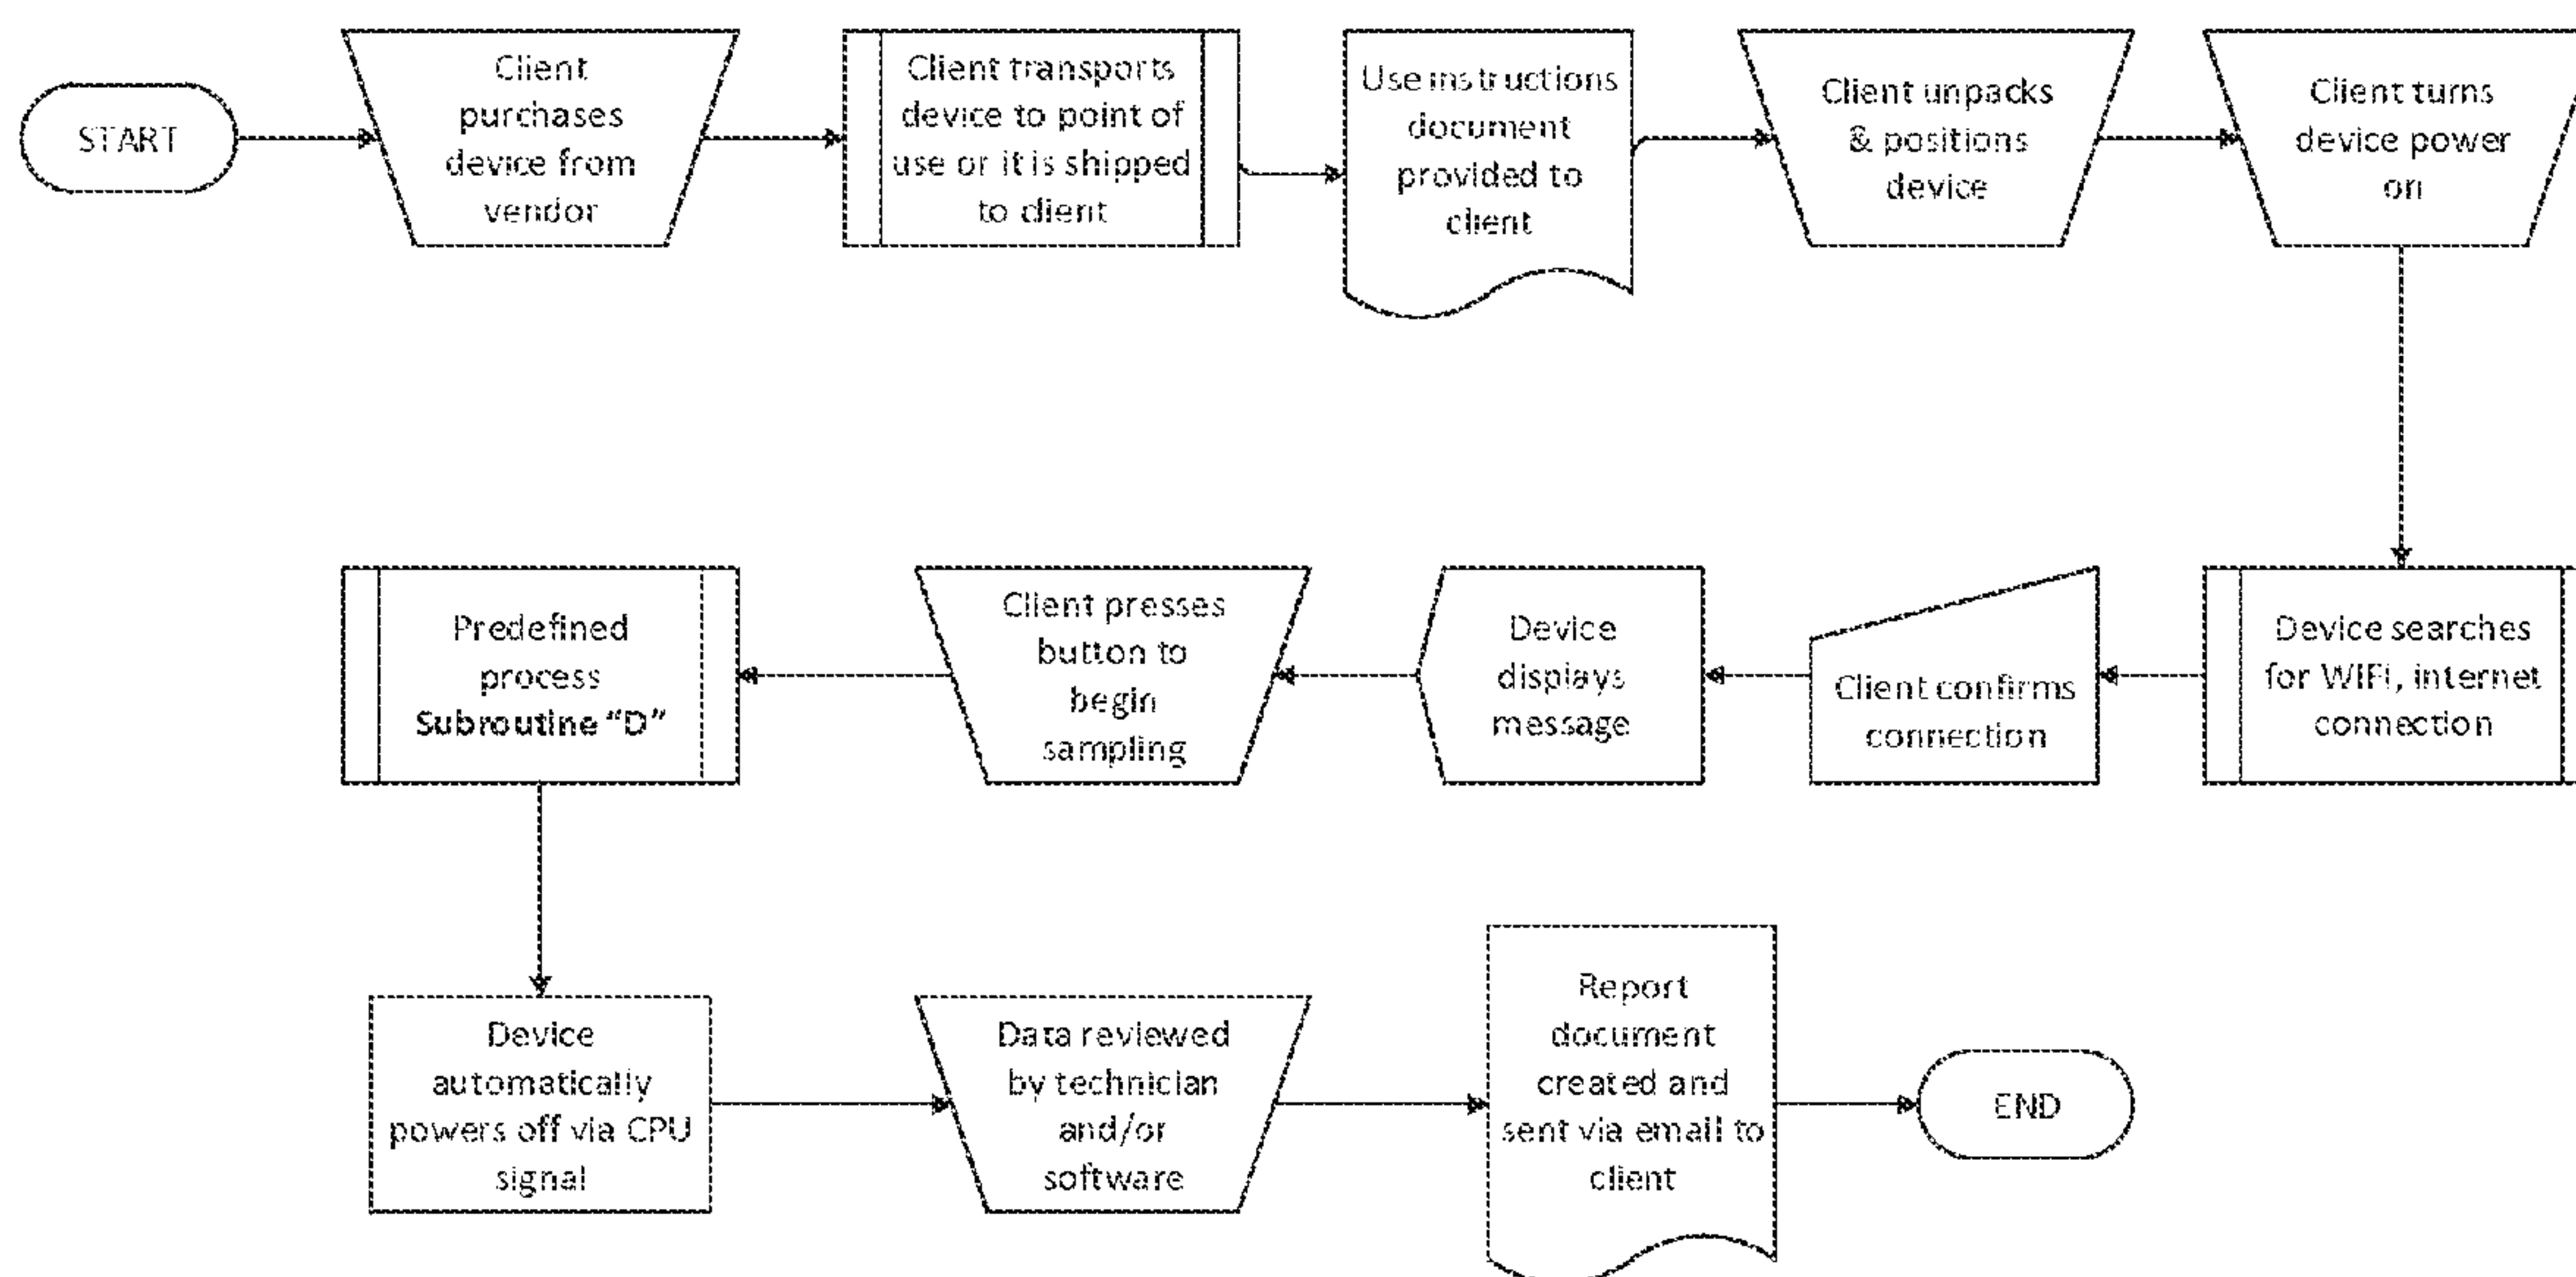 START
Client
purchases
device from
vendor
Client transports
device to point of
use or it is shipped
to client
Use instructions
document
provided to
client
Client unpacks
& positions
device
Client turns
device power
on
Device searches
for WIFI, internet
connection
Client confirms
connection
Device
displays
message
Client presses
button to
begin
sampling
Predefined
process
Subroutine “D”
Device
automatically
powers off via CPU
signal
Data reviewed
by technician
and/or
software
Report
document
created and
sent via email to
client
END